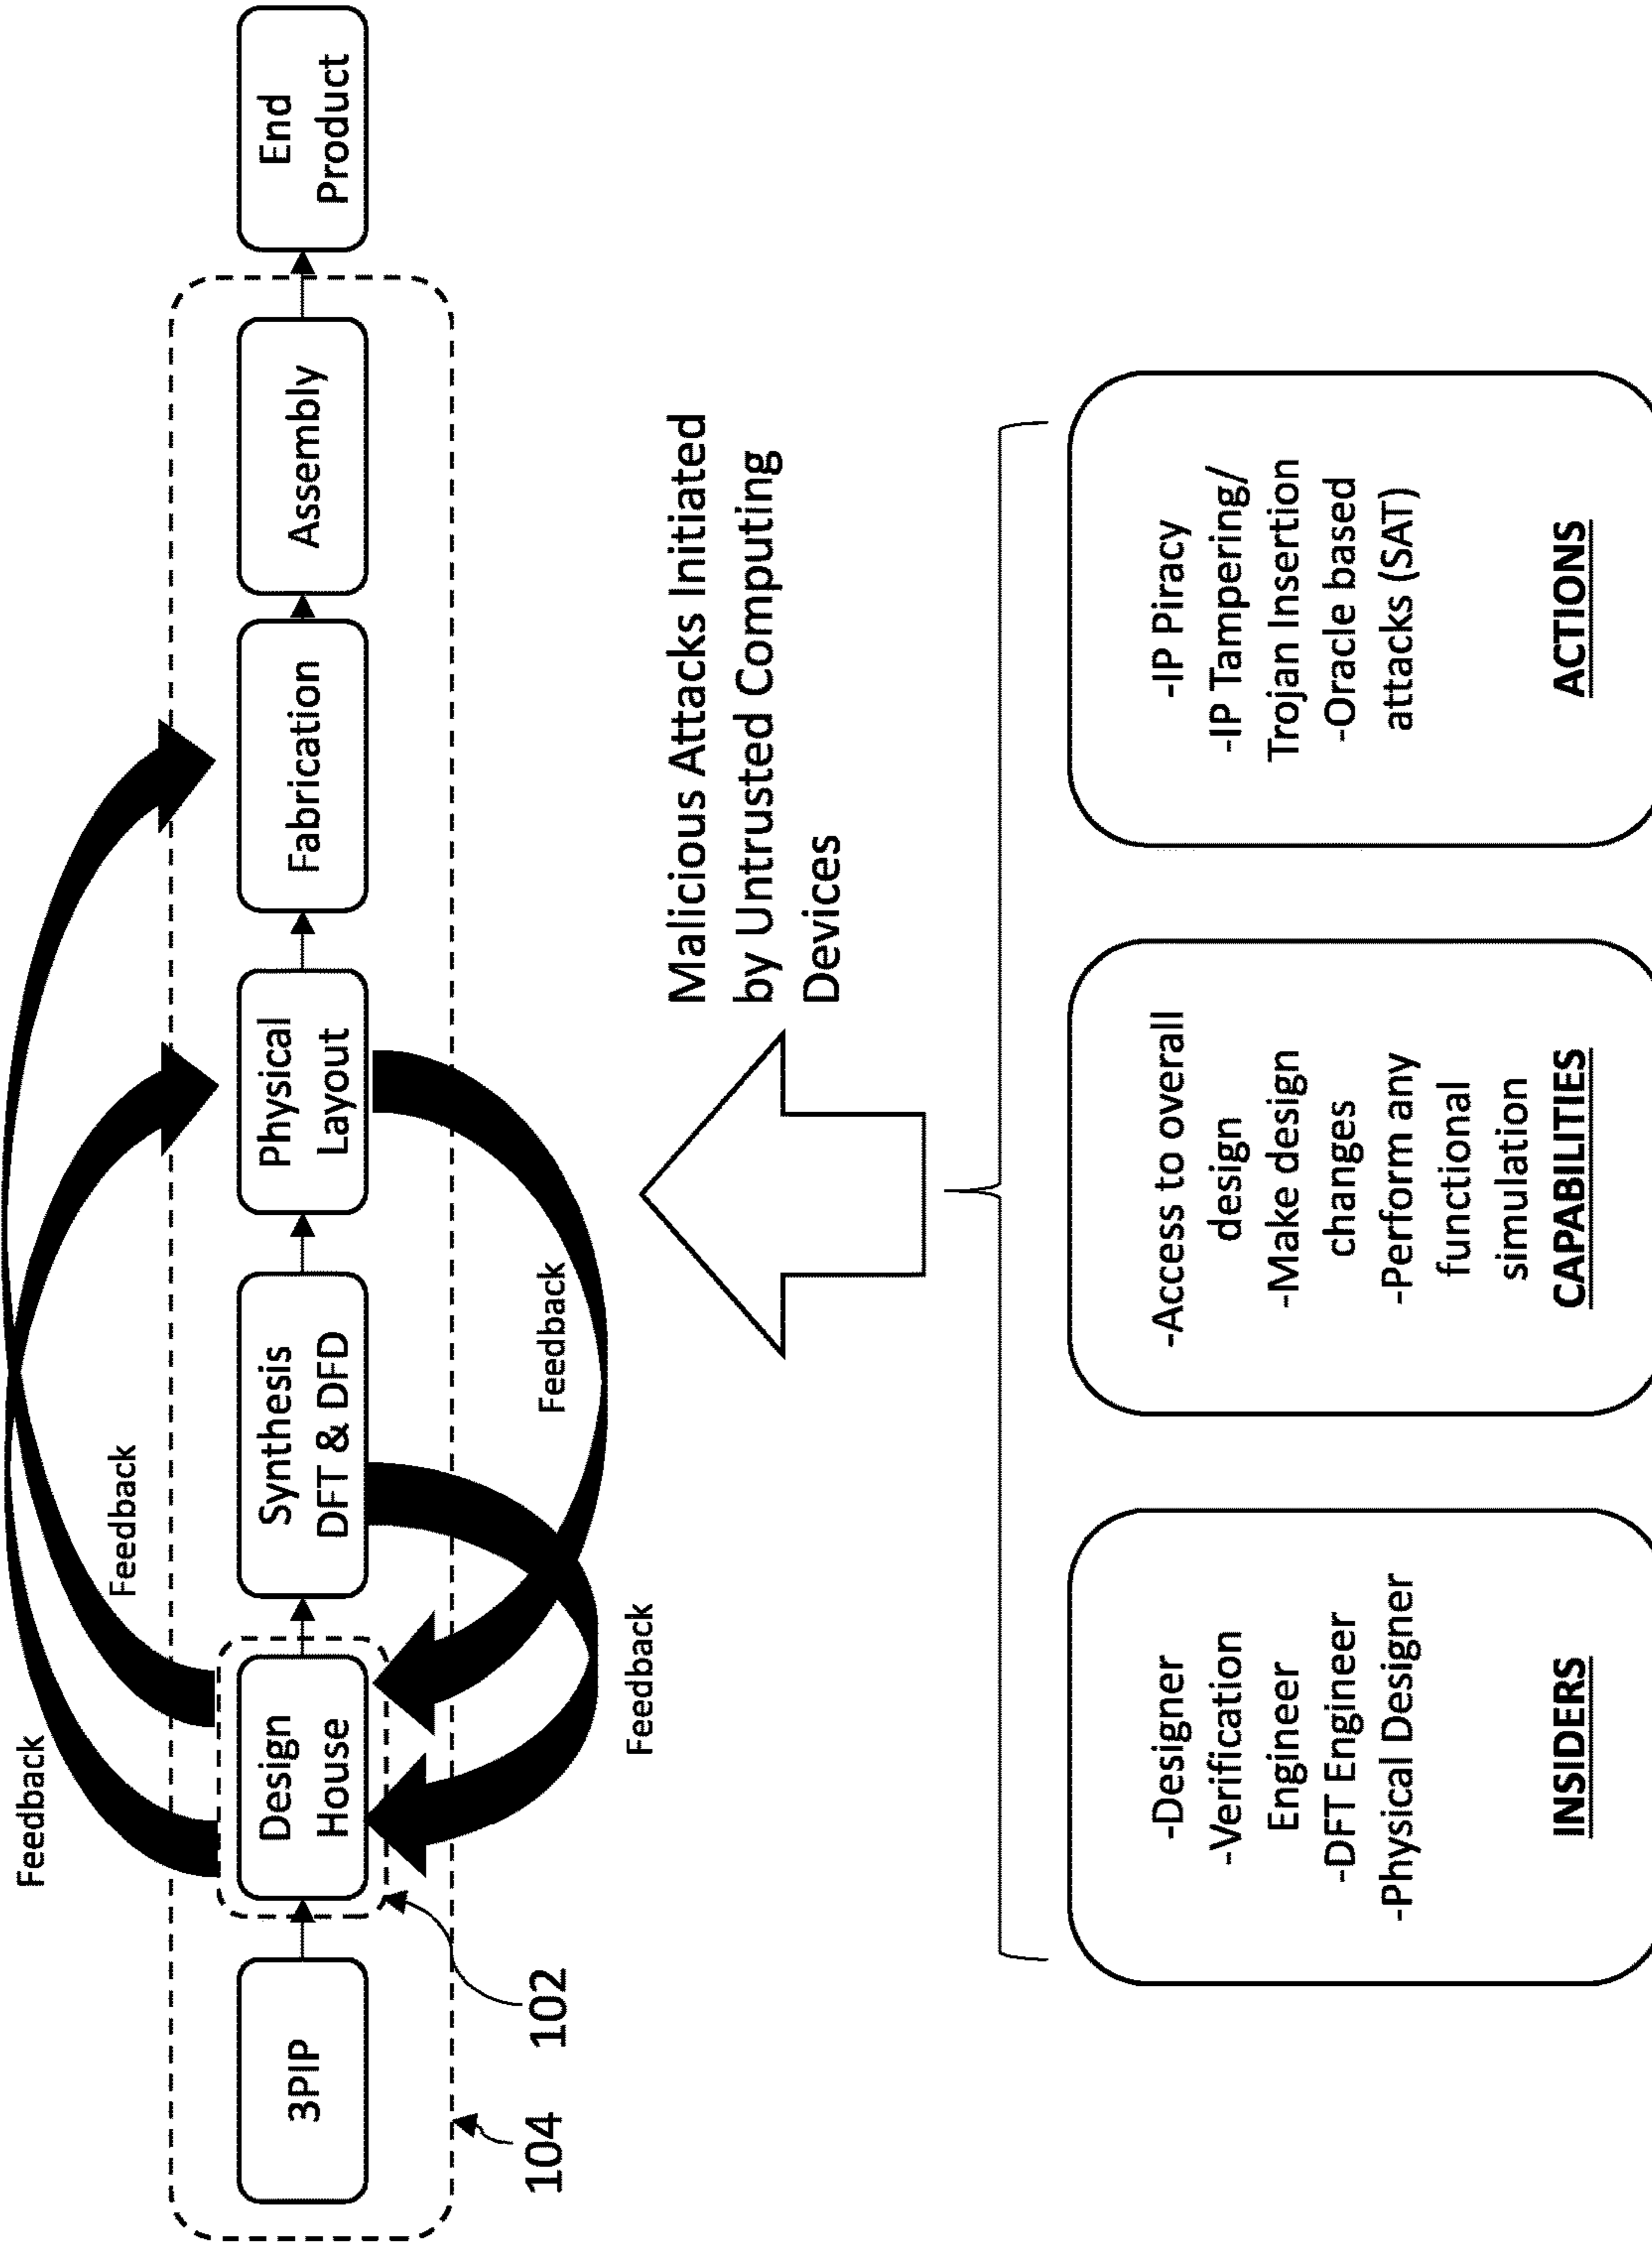 Feedback
Feedback
3PIP
Design
House
Synthesis
DFT & DFD
Physical
Layout
Fabrication
Assembly
End
Product
104
102
Feedback
Feedback
Malicious Attacks Initiated
by Untrusted Computing
Devices
-Designer
-Verification
Engineer
-DFT Engineer
-Physical Designer
INSIDERS
-Access to overall
design
-Make design
changes
-Perform any
functional
simulation
CAPABILITIES
-IP Piracy
-IP Tampering/
Trojan Insertion
-Oracle based
attacks (SAT)
ACTIONS